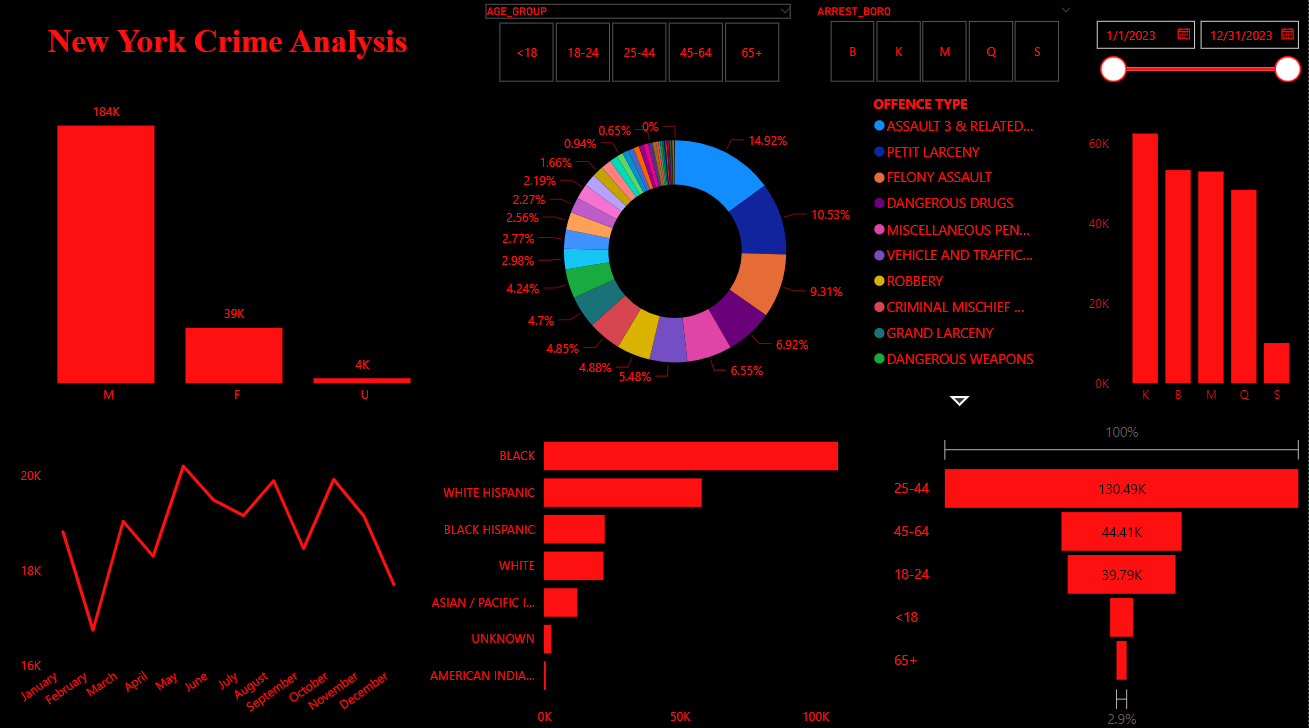 New York Crime Analysis
AGE_GROUP
<18 18-24 25-44 45-64 65+
ARREST_BORO
B K M Q S
1/1/2023 12/31/2023
184K
39K
4K
M F U
0%
0.65%
0.94%
1.66%
2.19%
2.27%
2.56%
2.77%
2.98%
4.24%
4.7%
4.85%
4.88%
5.48%
6.55%
6.92%
9.31%
10.53%
14.92%
OFFENCE TYPE
ASSAULT 3 & RELATED...
PETIT LARCENY
FELONY ASSAULT
DANGEROUS DRUGS
MISCELLANEOUS PEN...
VEHICLE AND TRAFFIC...
ROBBERY
CRIMINAL MISCHIEF ...
GRAND LARCENY
DANGEROUS WEAPONS
60K
40K
20K
0K
K B M Q S
20K
18K
16K
January February March April May June July August September October November December
BLACK
WHITE HISPANIC
BLACK HISPANIC
WHITE
ASIAN / PACIFIC I...
UNKNOWN
AMERICAN INDIA...
0K 50K 100K
100%
25-44 130.49K
45-64 44.41K
18-24 39.79K
<18
65+
2.9%